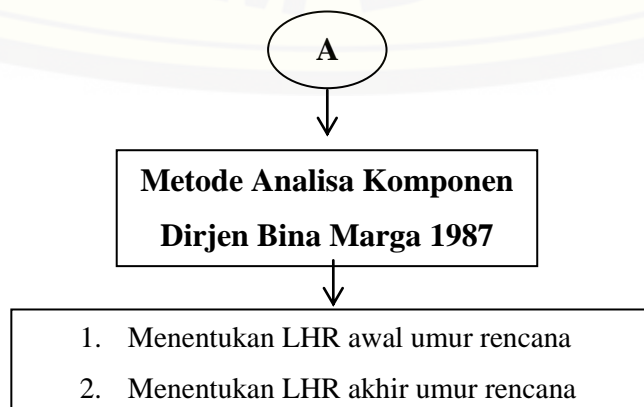 A
Metode Analisa Komponen
Dirjen Bina Marga 1987
1. Menentukan LHR awal umur rencana
2. Menentukan LHR akhir umur rencana